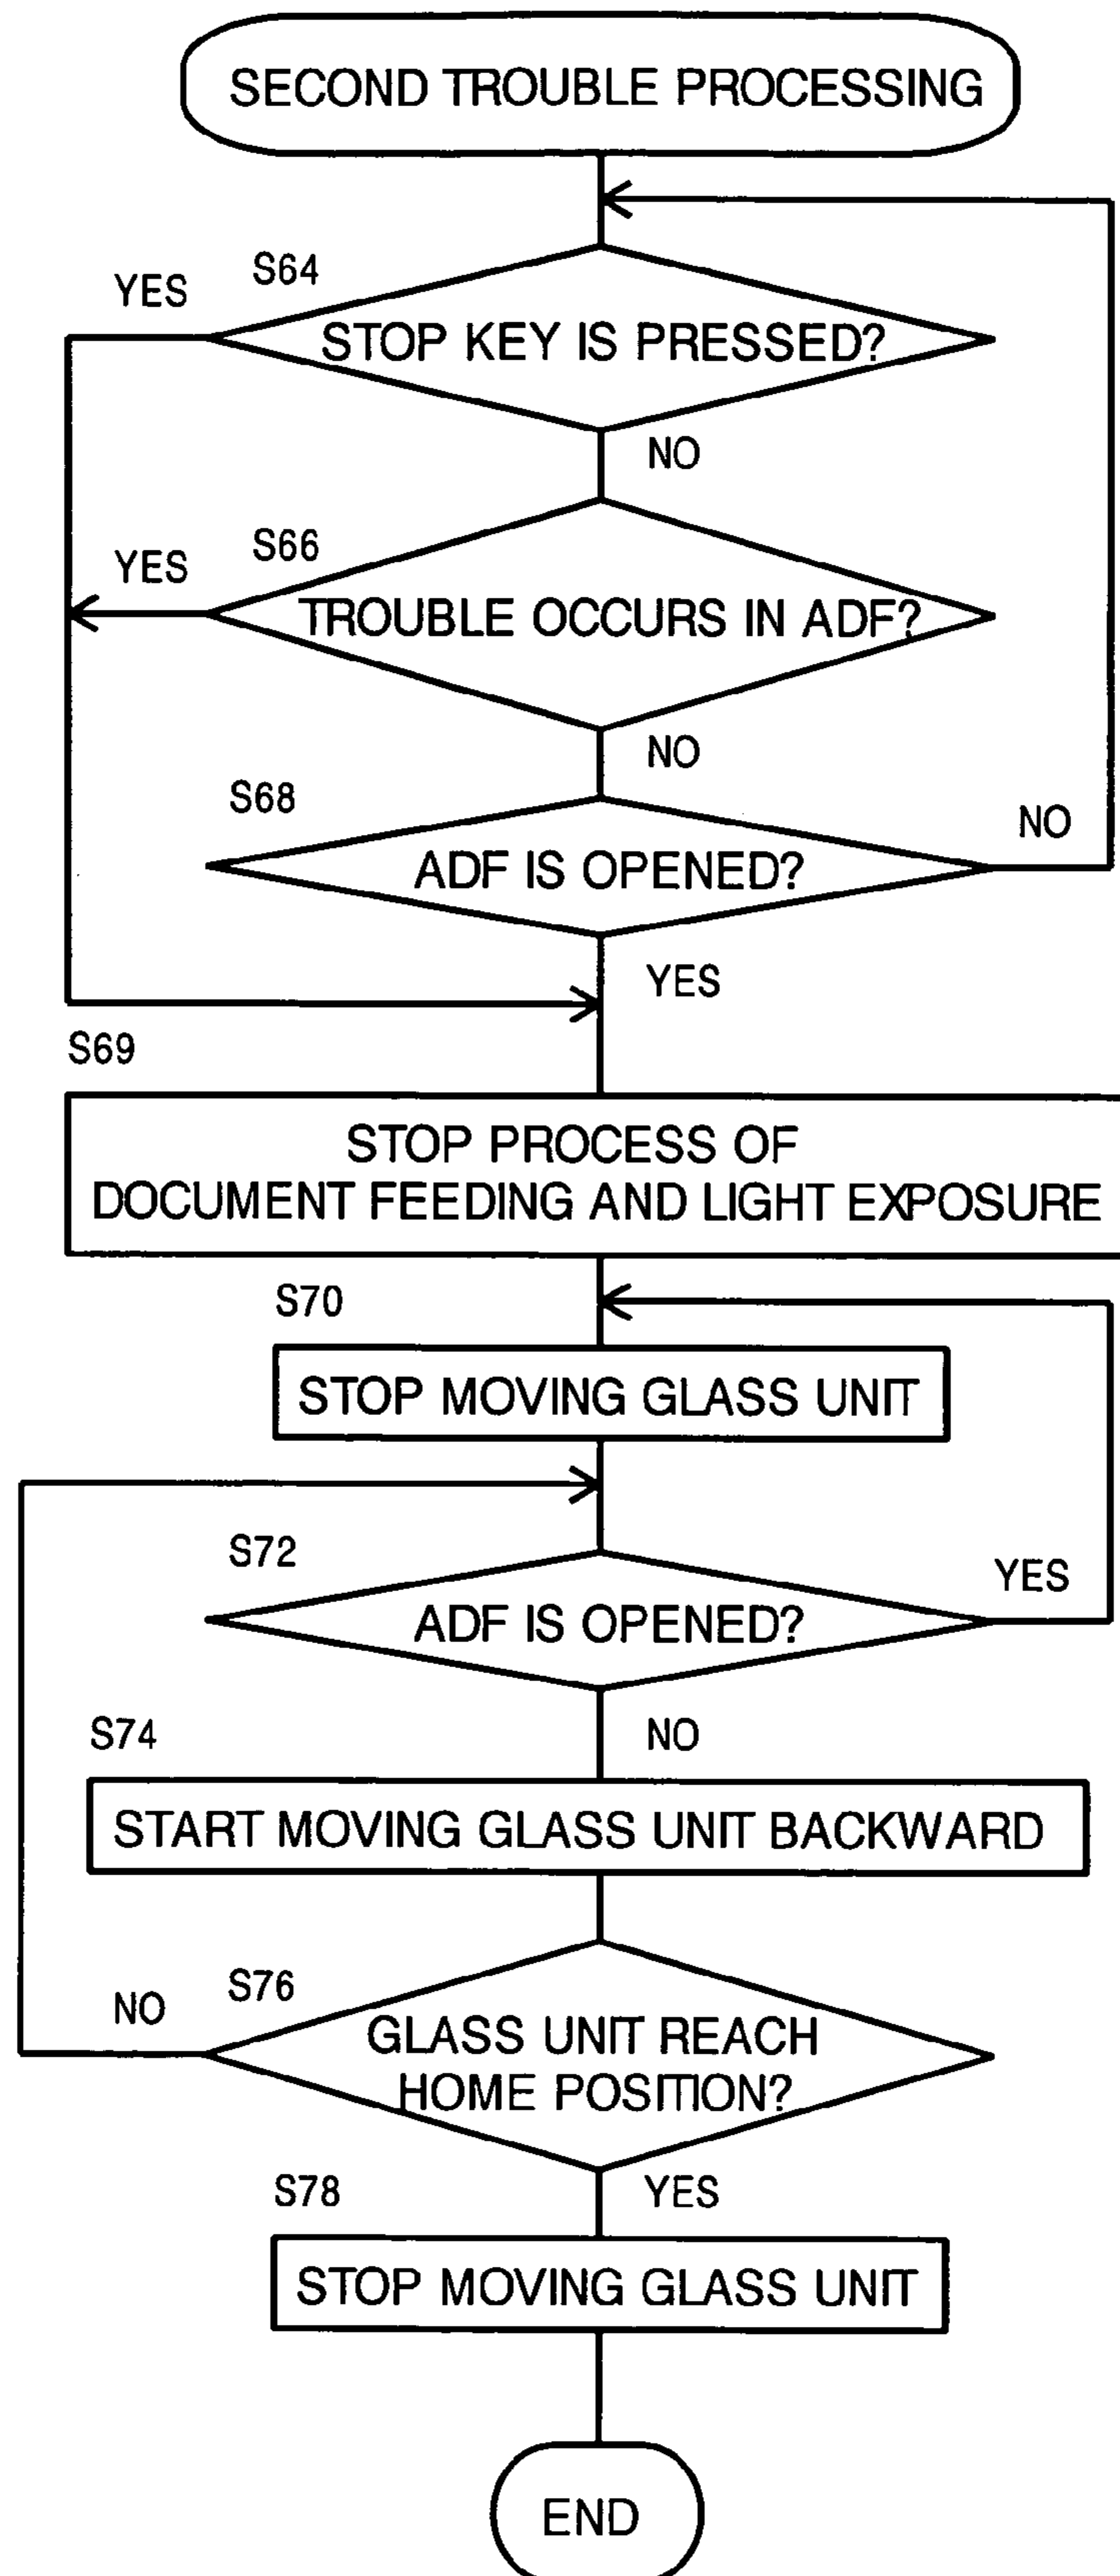 SECOND TROUBLE PROCESSING
S64
YES
STOP KEY IS PRESSED?
NO
S66
YES
TROUBLE OCCURS IN ADF?
NO
S68
NO
ADF IS OPENED?
YES
S69
STOP PROCESS OF
DOCUMENT FEEDING AND LIGHT EXPOSURE
S70
STOP MOVING GLASS UNIT
S72
YES
ADF IS OPENED?
NO
S74
START MOVING GLASS UNIT BACKWARD
S76
NO
GLASS UNIT REACH
HOME POSITION?
YES
S78
STOP MOVING GLASS UNIT
END